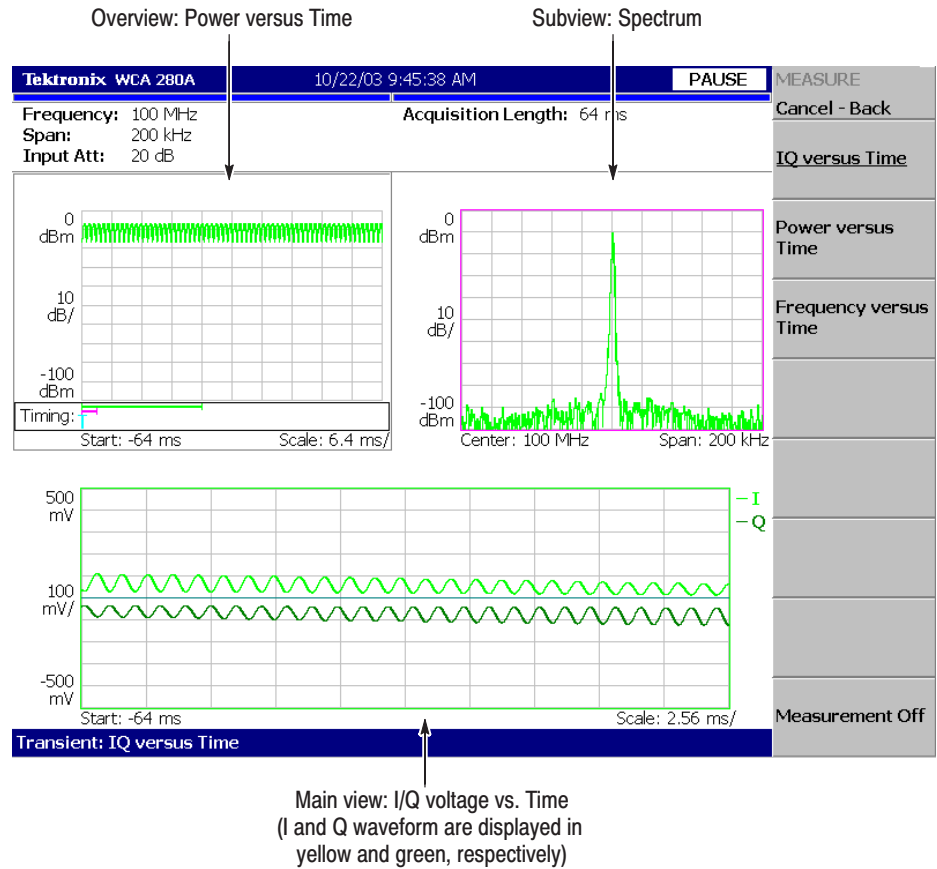 Overview: Power versus Time
Subview: Spectrum
Tektronix WCA 280A
10/22/03 9:45:38 AM
PAUSE
MEASURE
Cancel - Back
Frequency: 100 MHz
Span: 200 kHz
Input Att: 20 dB
Acquisition Length: 64 ms
IQ versus Time
Power versus
Time
Frequency versus
Time
Measurement Off
0
dBm
10
dB/
-100
dBm
Timing:
Start: -64 ms
Scale: 6.4 ms/
0
dBm
10
dB/
-100
dBm
Center: 100 MHz
Span: 200 kHz
500
mV
100
mV/
-500
mV
I
Q
Start: -64 ms
Scale: 2.56 ms/
Transient: IQ versus Time
Main view: I/Q voltage vs. Time
(I and Q waveform are displayed in
yellow and green, respectively)